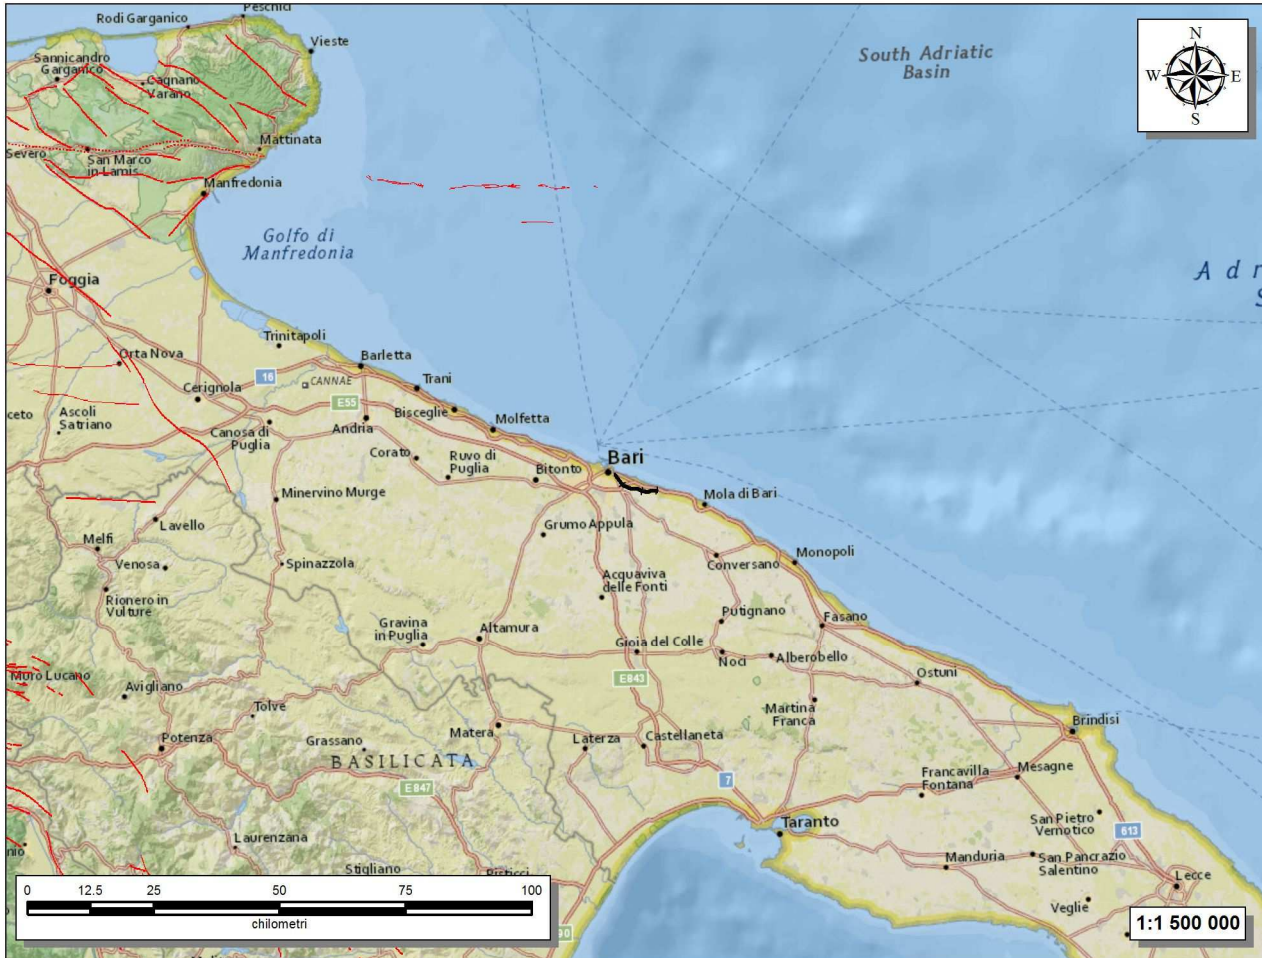 Peschici
Rodi Garganico
Vieste
Sannicandro
Garganico
Cagnano
Varano
South Adriatic
Basin
N
W
E
S
Mattinata
Severo
San Marco
in Lamis
Manfredonia
Golfo di
Manfredonia
A d r
S
Foggia
Trinitapoli
Orta Nova
Barletta
16
CANNAE
Trani
Cerignola
E55
Bisceglie
Molfetta
ceto
Ascoli
Satriano
Canosa di
Puglia
Andria
Corato
Ruvo di
Puglia
Bitonto
Bari
Minervino Murge
Mola di Bari
Lavello
Grumo Appula
Melfi
Venosa
Spinazzola
Conversano
Monopoli
Rionero in
Vulture
Acquaviva
delle Fonti
Putignano
Fasano
Gravina
in Puglia
Altamura
Gioia del Colle
Noci
Alberobello
Muro Lucano
Avigliano
E843
Ostuni
Tolve
Martina
Franca
Brindisi
Potenza
Grassano
Matera
Laterza
Castellaneta
BASILICATA
E847
7
Francavilla
Fontana
Mesagne
Taranto
San Pietro
Vernotico
613
nio
Laurenzana
Manduria
San Pancrazio
Salentino
Stigliano
Pisticci
Lecce
Veglie
0 12.5 25 50 75 100
chilometri
90
1:1 500 000